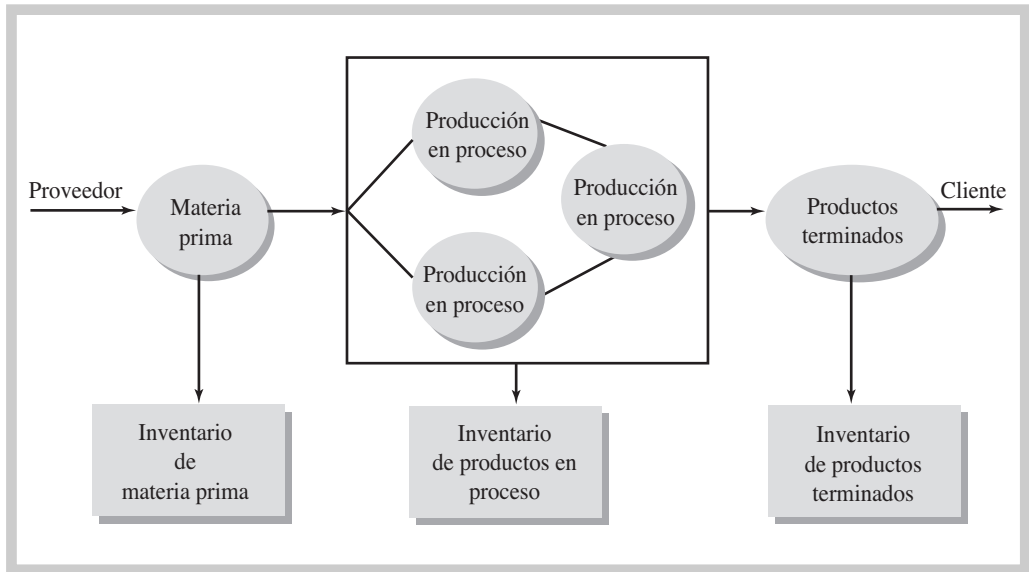 Proveedor
Materia
prima
Producción
en proceso
Producción
en proceso
Producción
en proceso
Productos
terminados
Cliente
Inventario
de
materia prima
Inventario
de productos en
proceso
Inventario
de productos
terminados